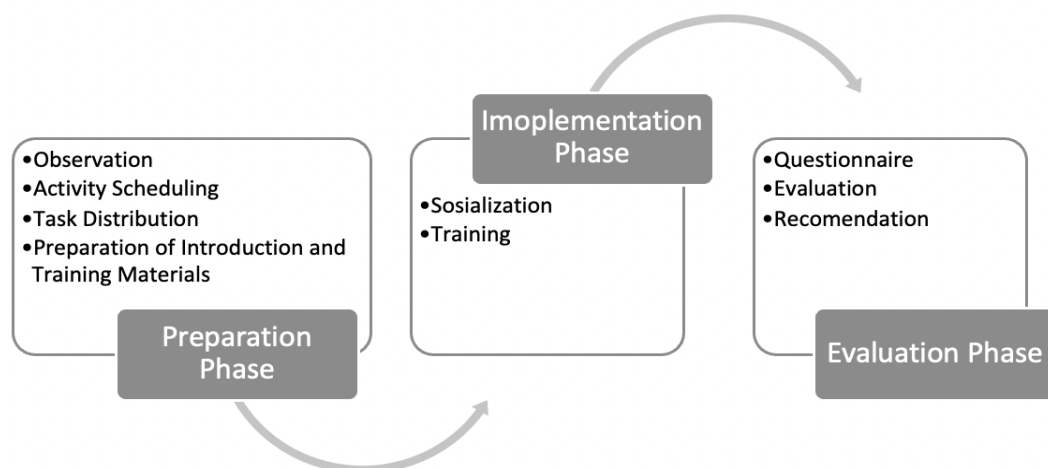 •Observation
•Activity Scheduling
•Task Distribution
•Preparation of Introduction and
Training Materials
Preparation
Phase
Imoplementation
Phase
•Sosialization
•Training
•Questionnaire
•Evaluation
•Recomendation
Evaluation Phase